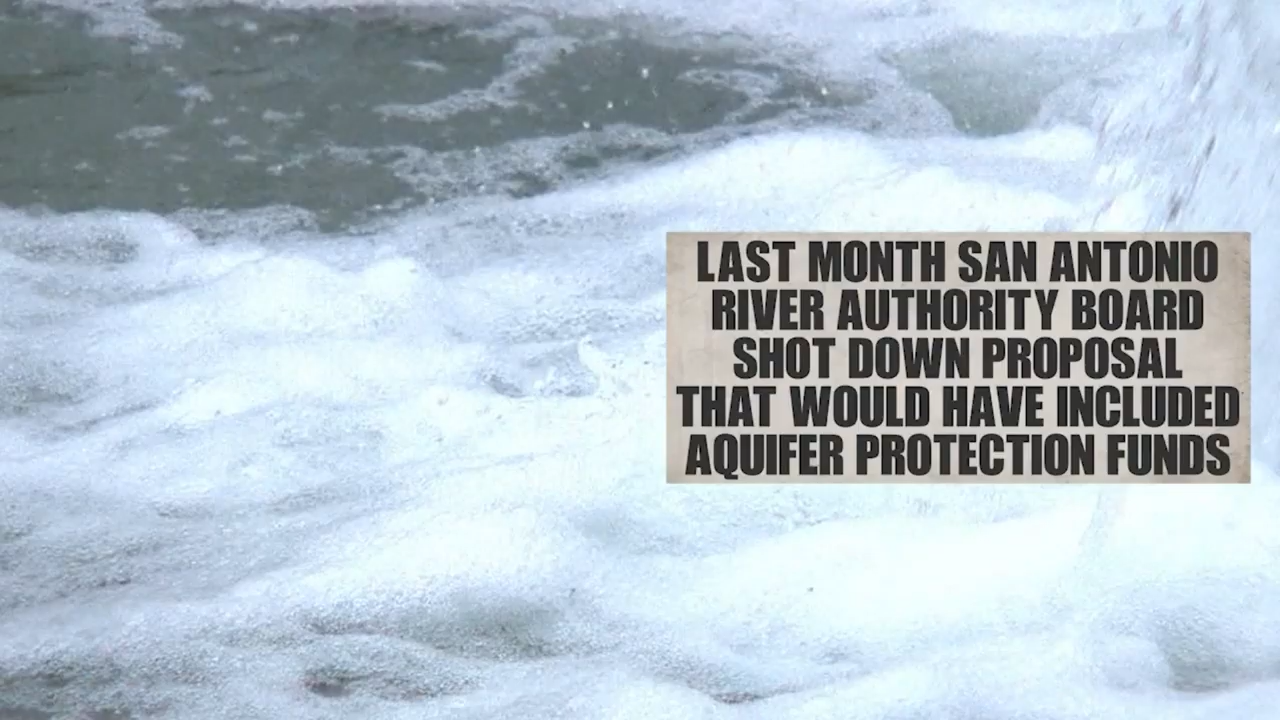 LAST MONTH SAN ANTONIO
RIVER AUTHORITY BOARD
SHOT DOWN PROPOSAL
THAT WOULD HAVE INCLUDED
AQUIFER PROTECTION FUNDS